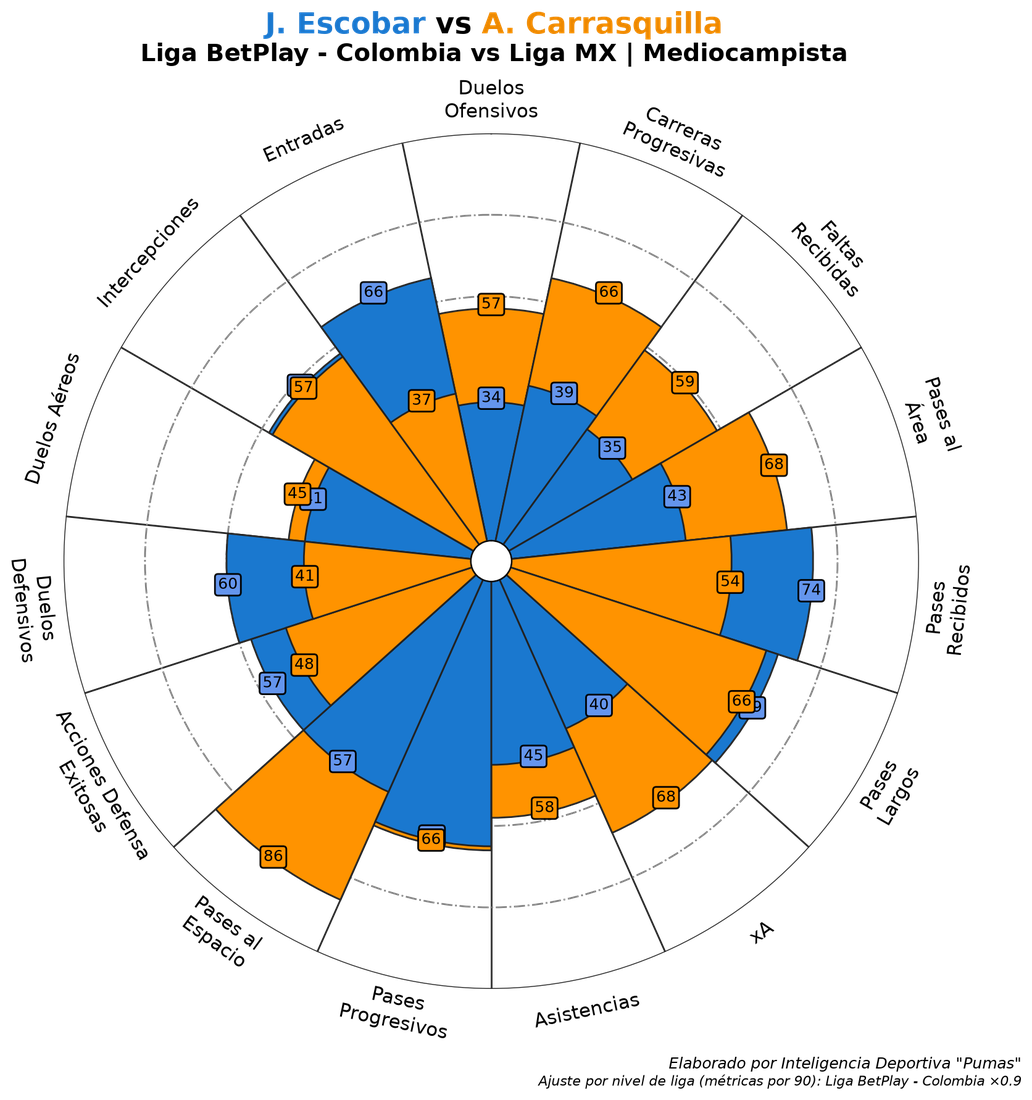 J. Escobar vs A. Carrasquilla
Liga BetPlay - Colombia vs Liga MX | Mediocampista
Duelos
Ofensivos
Carreras
Progresivas
Faltas
Recibidas
Pases al
Área
Pases
Recibidos
Pases
Largos
xA
Asistencias
Pases
Progresivos
Pases al
Espacio
Acciones Defensa
Exitosas
Duelos
Defensivos
Duelos Aéreos
Intercepciones
Entradas
57
34
66
39
59
35
68
43
54
74
66
40
68
45
58
66
57
86
48
57
41
60
45
57
66
37
Elaborado por Inteligencia Deportiva "Pumas"
Ajuste por nivel de liga (métricas por 90): Liga BetPlay - Colombia ×0.9